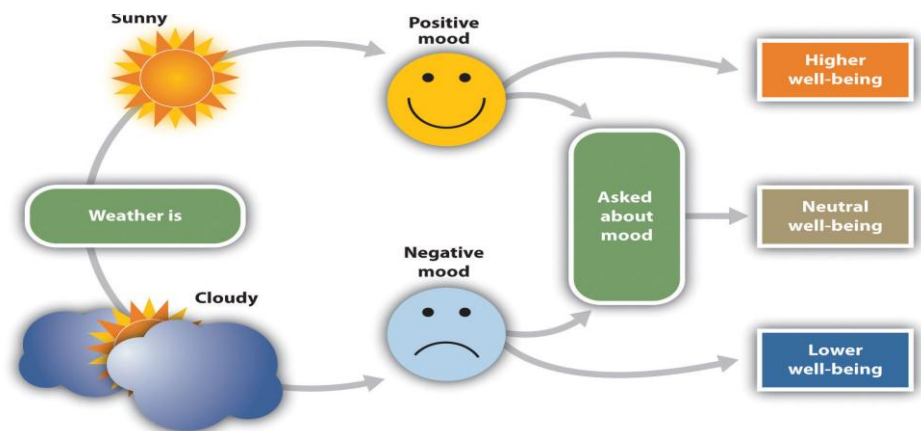 Sunny
Positive
mood
Higher
well-being
Weather is
Asked
about
mood
Neutral
well-being
Negative
mood
Cloudy
Lower
well-being